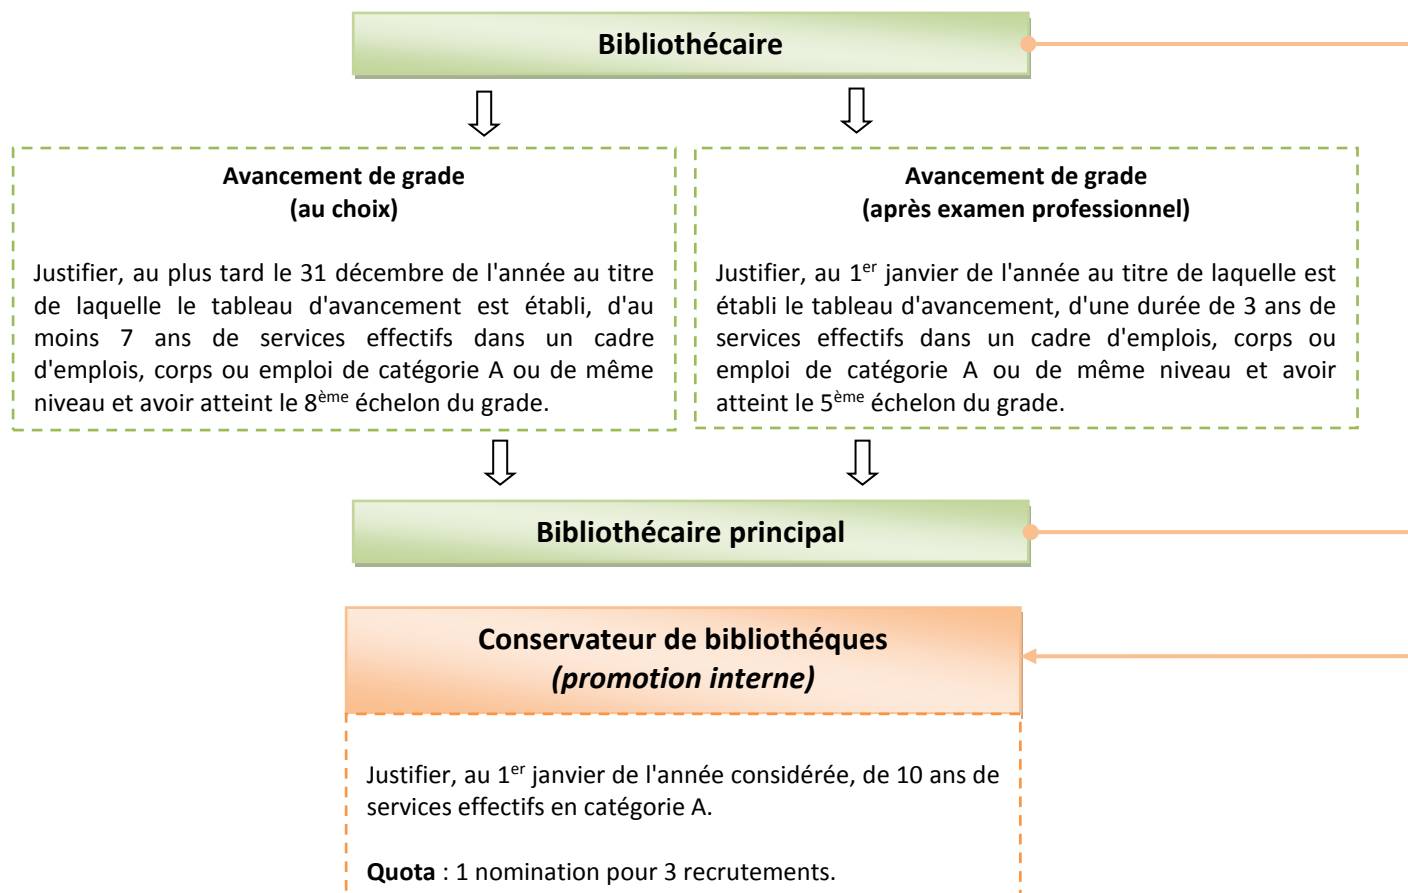 Bibliothécaire
Avancement de grade
(au choix)
Justifier, au plus tard le 31 décembre de l'année au titre
de laquelle le tableau d'avancement est établi, d'au
moins 7 ans de services effectifs dans un cadre
d'emplois, corps ou emploi de catégorie A ou de même
niveau et avoir atteint le 8ème échelon du grade.
Avancement de grade
(après examen professionnel)
Justifier, au 1er janvier de l'année au titre de laquelle est
établi le tableau d'avancement, d'une durée de 3 ans de
services effectifs dans un cadre d'emplois, corps ou
emploi de catégorie A ou de même niveau et avoir
atteint le 5ème échelon du grade.
Bibliothécaire principal
Conservateur de bibliothéques
(promotion interne)
Justifier, au 1er janvier de l'année considérée, de 10 ans de
services effectifs en catégorie A.
Quota : 1 nomination pour 3 recrutements.